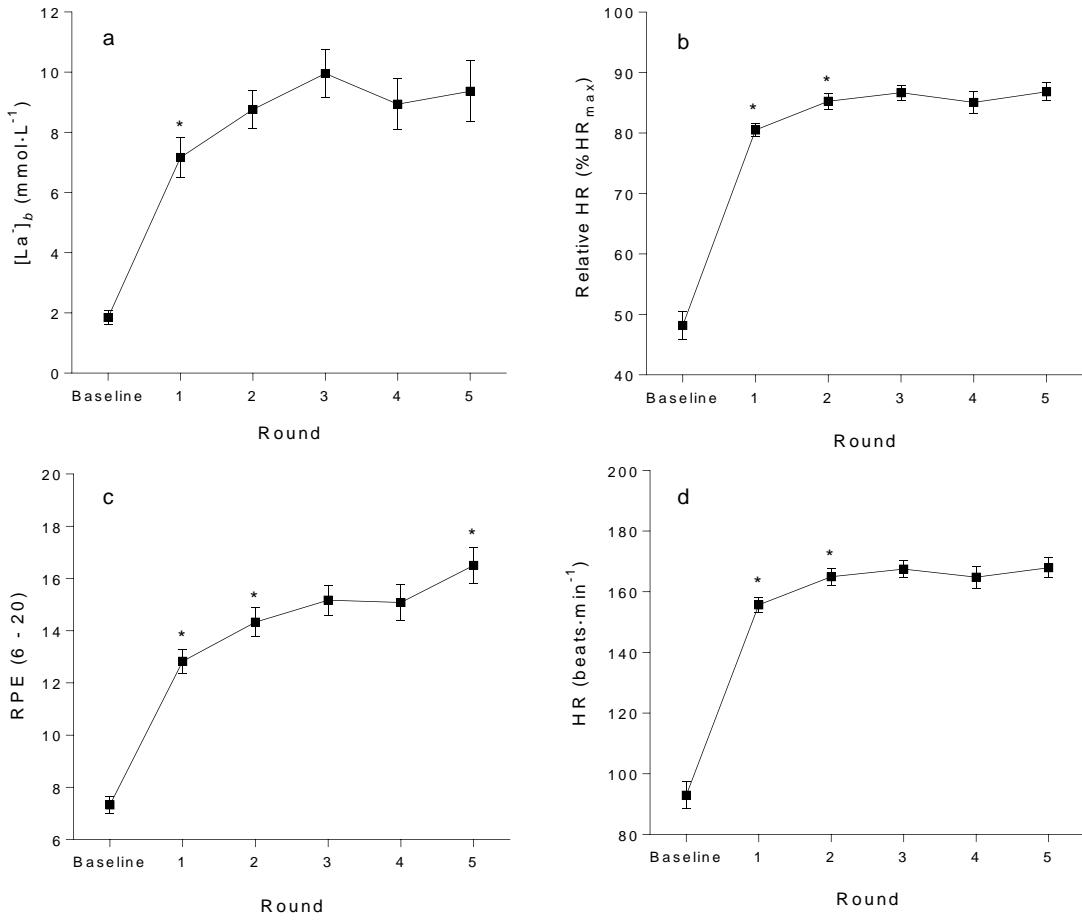 a
[La⁻]b (mmol·L⁻¹)
12
10
8
6
4
2
0
*
Baseline 1 2 3 4 5
Round
b
Relative HR (%HRmax)
100
90
80
70
60
50
40
* *
Baseline 1 2 3 4 5
Round
c
RPE (6 - 20)
20
18
16
14
12
10
8
6
* * *
Baseline 1 2 3 4 5
Round
d
HR (beats·min⁻¹)
200
180
160
140
120
100
80
* *
Baseline 1 2 3 4 5
Round